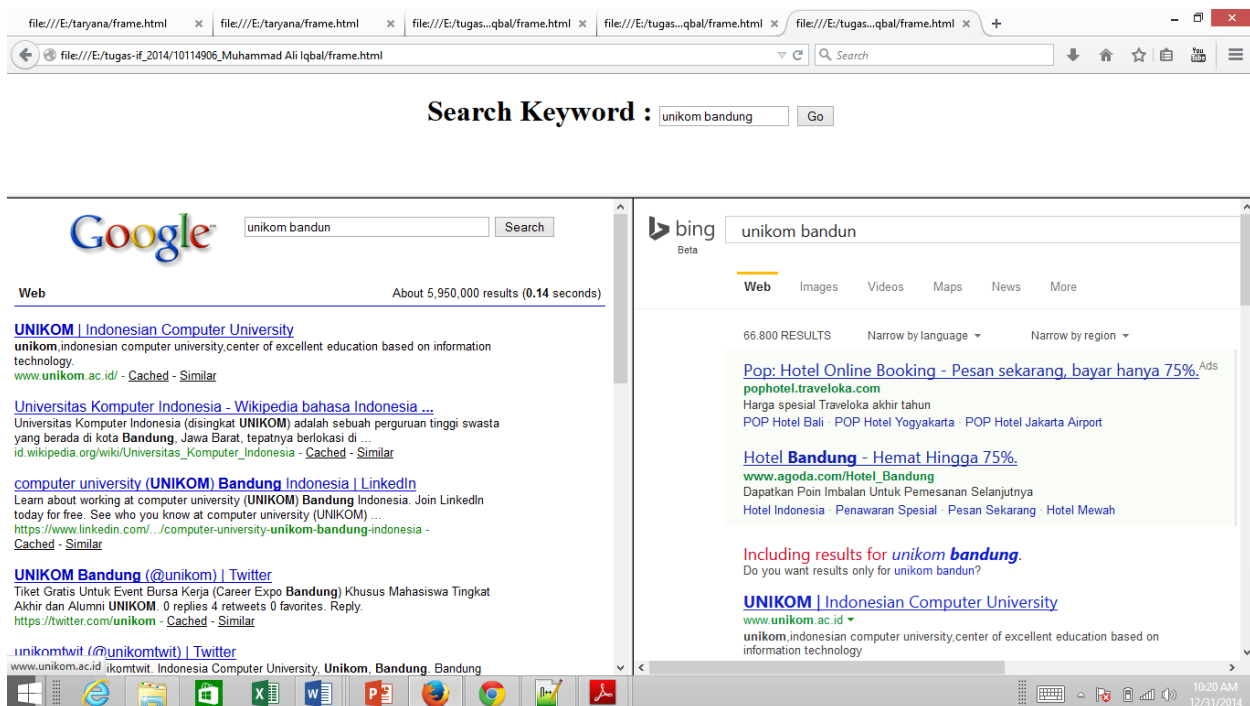 file:///E:/taryana/frame.html × file:///E:/taryana/frame.html × file:///E:/tugas...qbal/frame.html × file:///E:/tugas...qbal/frame.html × file:///E:/tugas...qbal/frame.html × +
file:///E:/tugas-if_2014/10114906_Muhammad Ali Iqbal/frame.html Search You Tube
Search Keyword : unikom bandung Go
Google™ unikom bandun Search
Web About 5,950,000 results (0.14 seconds)
UNIKOM | Indonesian Computer University
unikom,indonesian computer university,center of excellent education based on information
technology.
www.unikom.ac.id/ - Cached - Similar
Universitas Komputer Indonesia - Wikipedia bahasa Indonesia ...
Universitas Komputer Indonesia (disingkat UNIKOM) adalah sebuah perguruan tinggi swasta
yang berada di kota Bandung, Jawa Barat, tepatnya berlokasi di ...
id.wikipedia.org/wiki/Universitas_Komputer_Indonesia - Cached - Similar
computer university (UNIKOM) Bandung Indonesia | LinkedIn
Learn about working at computer university (UNIKOM) Bandung Indonesia. Join LinkedIn
today for free. See who you know at computer university (UNIKOM) ...
https://www.linkedin.com/.../computer-university-unikom-bandung-indonesia -
Cached - Similar
UNIKOM Bandung (@unikom) | Twitter
Tiket Gratis Untuk Event Bursa Kerja (Career Expo Bandung) Khusus Mahasiswa Tingkat
Akhir dan Alumni UNIKOM. 0 replies 4 retweets 0 favorites. Reply.
https://twitter.com/unikom - Cached - Similar
unikomtwit (@unikomtwit) | Twitter
www.unikom.ac.id ikomtwit. Indonesia Computer University, Unikom, Bandung. Bandung
bing
Beta
unikom bandun
Web Images Videos Maps News More
66.800 RESULTS Narrow by language Narrow by region
Pop: Hotel Online Booking - Pesan sekarang, bayar hanya 75%. Ads
pophotel.traveloka.com
Harga spesial Traveloka akhir tahun
POP Hotel Bali · POP Hotel Yogyakarta · POP Hotel Jakarta Airport
Hotel Bandung - Hemat Hingga 75%.
www.agoda.com/Hotel_Bandung
Dapatkan Poin Imbalan Untuk Pemesanan Selanjutnya
Hotel Indonesia · Penawaran Spesial · Pesan Sekarang · Hotel Mewah
Including results for unikom bandung.
Do you want results only for unikom bandun?
UNIKOM | Indonesian Computer University
www.unikom.ac.id
unikom,indonesian computer university,center of excellent education based on
information technology
10:20 AM
12/31/2014